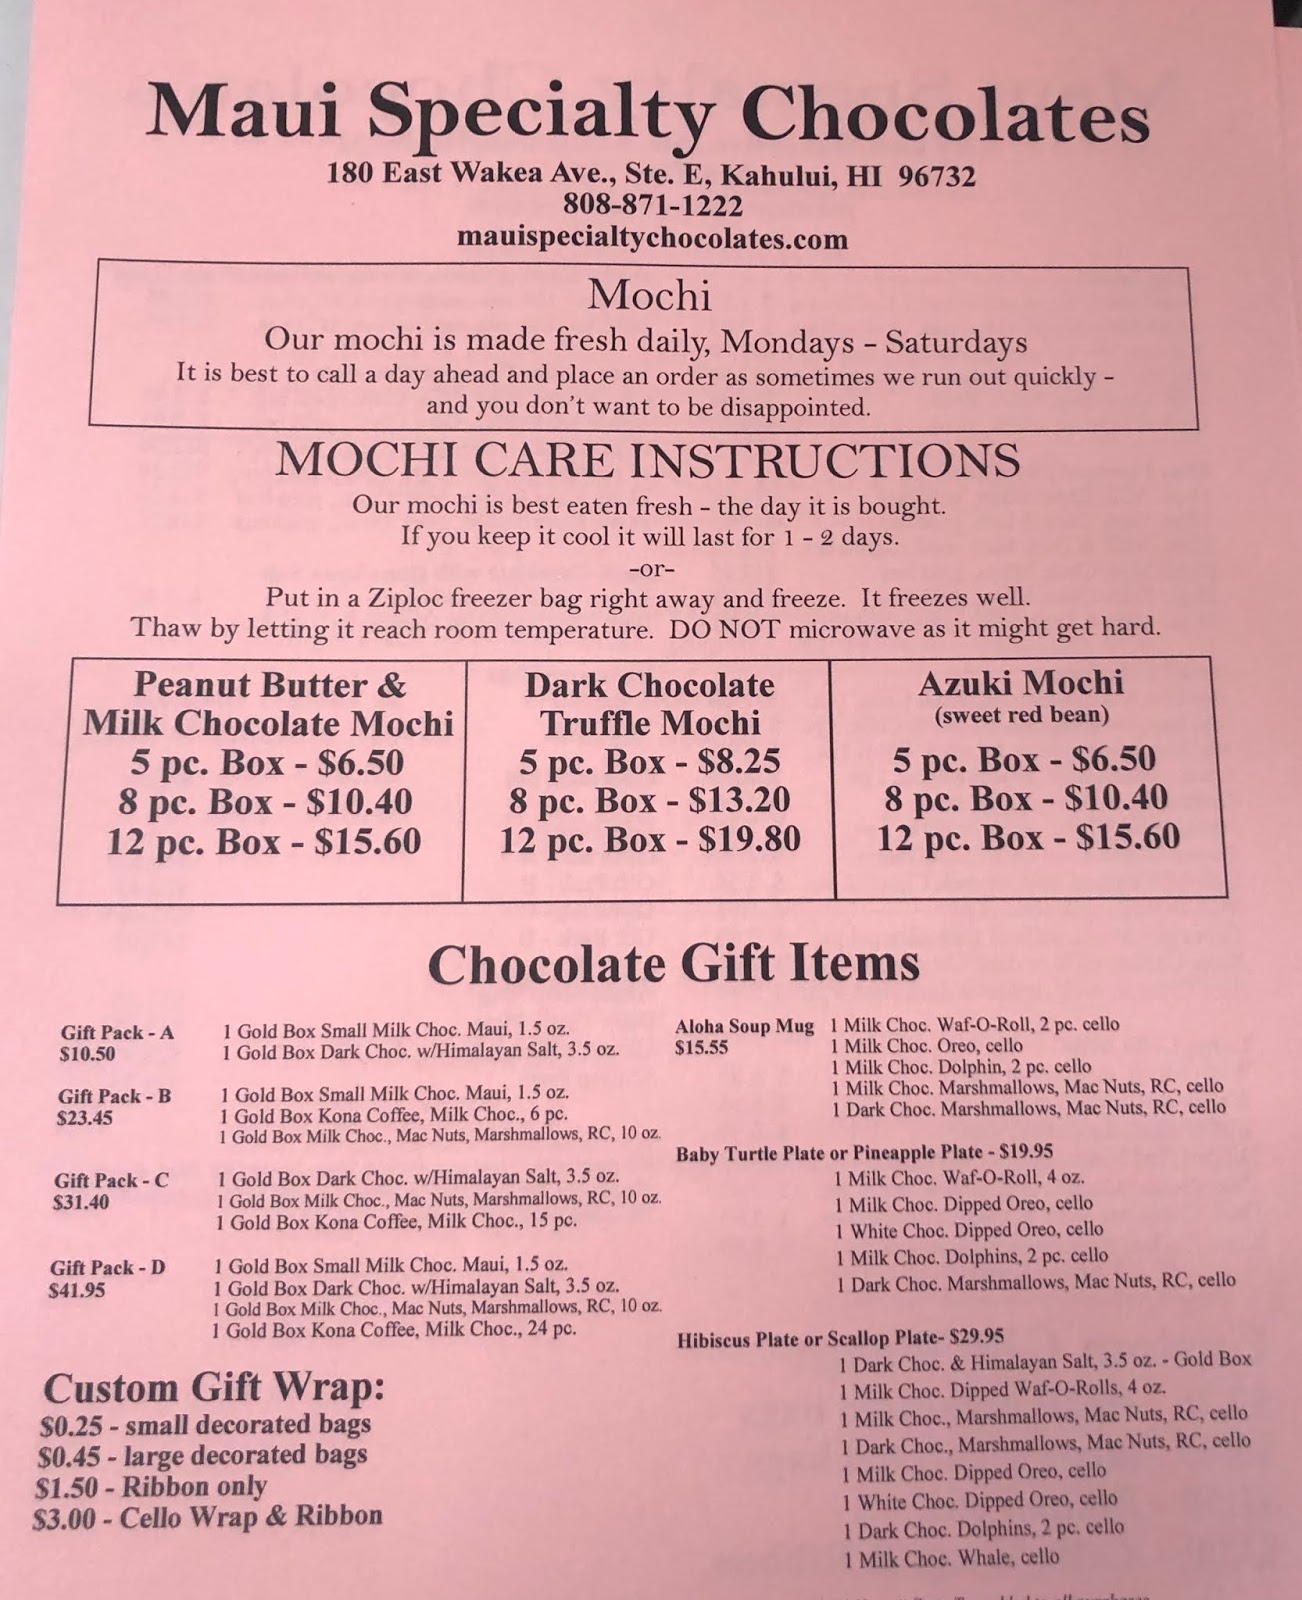 Maui Specialty Chocolates
180 East Wakea Ave., Ste. E, Kahului, HI 96732
808-871-1222
mauispecialtychocolates.com
Mochi
Our mochi is made fresh daily, Mondays - Saturdays
It is best to call a day ahead and place an order as sometimes we run out quickly -
and you don't want to be disappointed.
MOCHI CARE INSTRUCTIONS
Our mochi is best eaten fresh - the day it is bought.
If you keep it cool it will last for 1 - 2 days.
-or-
Put in a Ziploc freezer bag right away and freeze. It freezes well.
Thaw by letting it reach room temperature. DO NOT microwave as it might get hard.
Peanut Butter &
Milk Chocolate Mochi
5 pc. Box - $6.50
8 pc. Box - $10.40
12 pc. Box - $15.60
Dark Chocolate
Truffle Mochi
5 pc. Box - $8.25
8 pc. Box - $13.20
12 pc. Box - $19.80
Azuki Mochi
(sweet red bean)
5 pc. Box - $6.50
8 pc. Box - $10.40
12 pc. Box - $15.60
Chocolate Gift Items
Gift Pack - A 1 Gold Box Small Milk Choc. Maui, 1.5 oz.
$10.50 1 Gold Box Dark Choc. w/Himalayan Salt, 3.5 oz.
Gift Pack - B 1 Gold Box Small Milk Choc. Maui, 1.5 oz.
$23.45 1 Gold Box Kona Coffee, Milk Choc., 6 pc.
1 Gold Box Milk Choc., Mac Nuts, Marshmallows, RC, 10 oz.
Gift Pack - C 1 Gold Box Dark Choc. w/Himalayan Salt, 3.5 oz.
$31.40 1 Gold Box Milk Choc., Mac Nuts, Marshmallows, RC, 10 oz.
1 Gold Box Kona Coffee, Milk Choc., 15 pc.
Gift Pack - D 1 Gold Box Small Milk Choc. Maui, 1.5 oz.
$41.95 1 Gold Box Dark Choc. w/Himalayan Salt, 3.5 oz.
1 Gold Box Milk Choc., Mac Nuts, Marshmallows, RC, 10 oz.
1 Gold Box Kona Coffee, Milk Choc., 24 pc.
Custom Gift Wrap:
$0.25 - small decorated bags
$0.45 - large decorated bags
$1.50 - Ribbon only
$3.00 - Cello Wrap & Ribbon
Aloha Soup Mug 1 Milk Choc. Waf-O-Roll, 2 pc. cello
$15.55 1 Milk Choc. Oreo, cello
1 Milk Choc. Dolphin, 2 pc. cello
1 Milk Choc. Marshmallows, Mac Nuts, RC, cello
1 Dark Choc. Marshmallows, Mac Nuts, RC, cello
Baby Turtle Plate or Pineapple Plate - $19.95
1 Milk Choc. Waf-O-Roll, 4 oz.
1 Milk Choc. Dipped Oreo, cello
1 White Choc. Dipped Oreo, cello
1 Milk Choc. Dolphins, 2 pc. cello
1 Dark Choc. Marshmallows, Mac Nuts, RC, cello
Hibiscus Plate or Scallop Plate- $29.95
1 Dark Choc. & Himalayan Salt, 3.5 oz. - Gold Box
1 Milk Choc. Dipped Waf-O-Rolls, 4 oz.
1 Milk Choc., Marshmallows, Mac Nuts, RC, cello
1 Dark Choc., Marshmallows, Mac Nuts, RC, cello
1 Milk Choc. Dipped Oreo, cello
1 White Choc. Dipped Oreo, cello
1 Dark Choc. Dolphins, 2 pc. cello
1 Milk Choc. Whale, cello